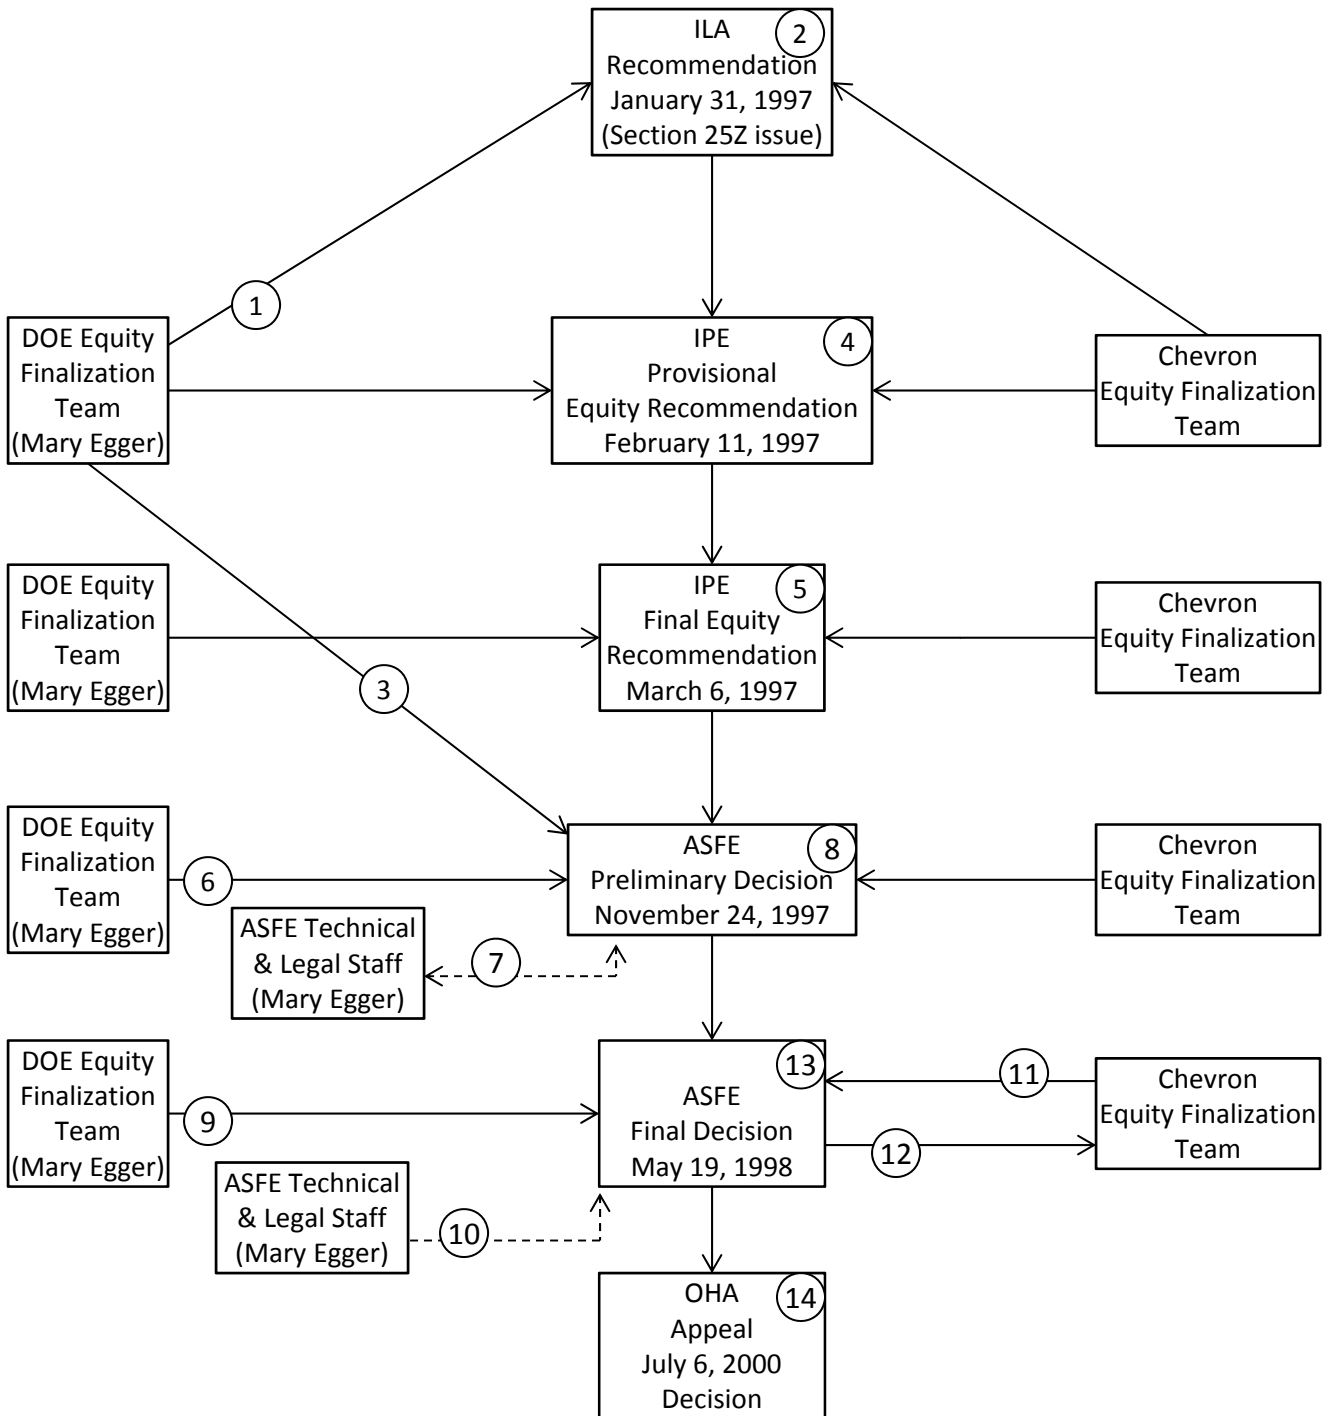 ILA
2
Recommendation
January 31, 1997
(Section 25Z issue)
1
DOE Equity
Finalization
Team
(Mary Egger)
IPE
4
Provisional
Equity Recommendation
February 11, 1997
Chevron
Equity Finalization
Team
DOE Equity
Finalization
Team
(Mary Egger)
IPE
5
Final Equity
Recommendation
March 6, 1997
Chevron
Equity Finalization
Team
3
DOE Equity
Finalization
Team
(Mary Egger)
6
ASFE
8
Preliminary Decision
November 24, 1997
Chevron
Equity Finalization
Team
ASFE Technical
& Legal Staff
(Mary Egger)
7
DOE Equity
Finalization
Team
(Mary Egger)
9
13
ASFE
Final Decision
May 19, 1998
11
12
Chevron
Equity Finalization
Team
ASFE Technical
& Legal Staff
(Mary Egger)
10
OHA
14
Appeal
July 6, 2000
Decision